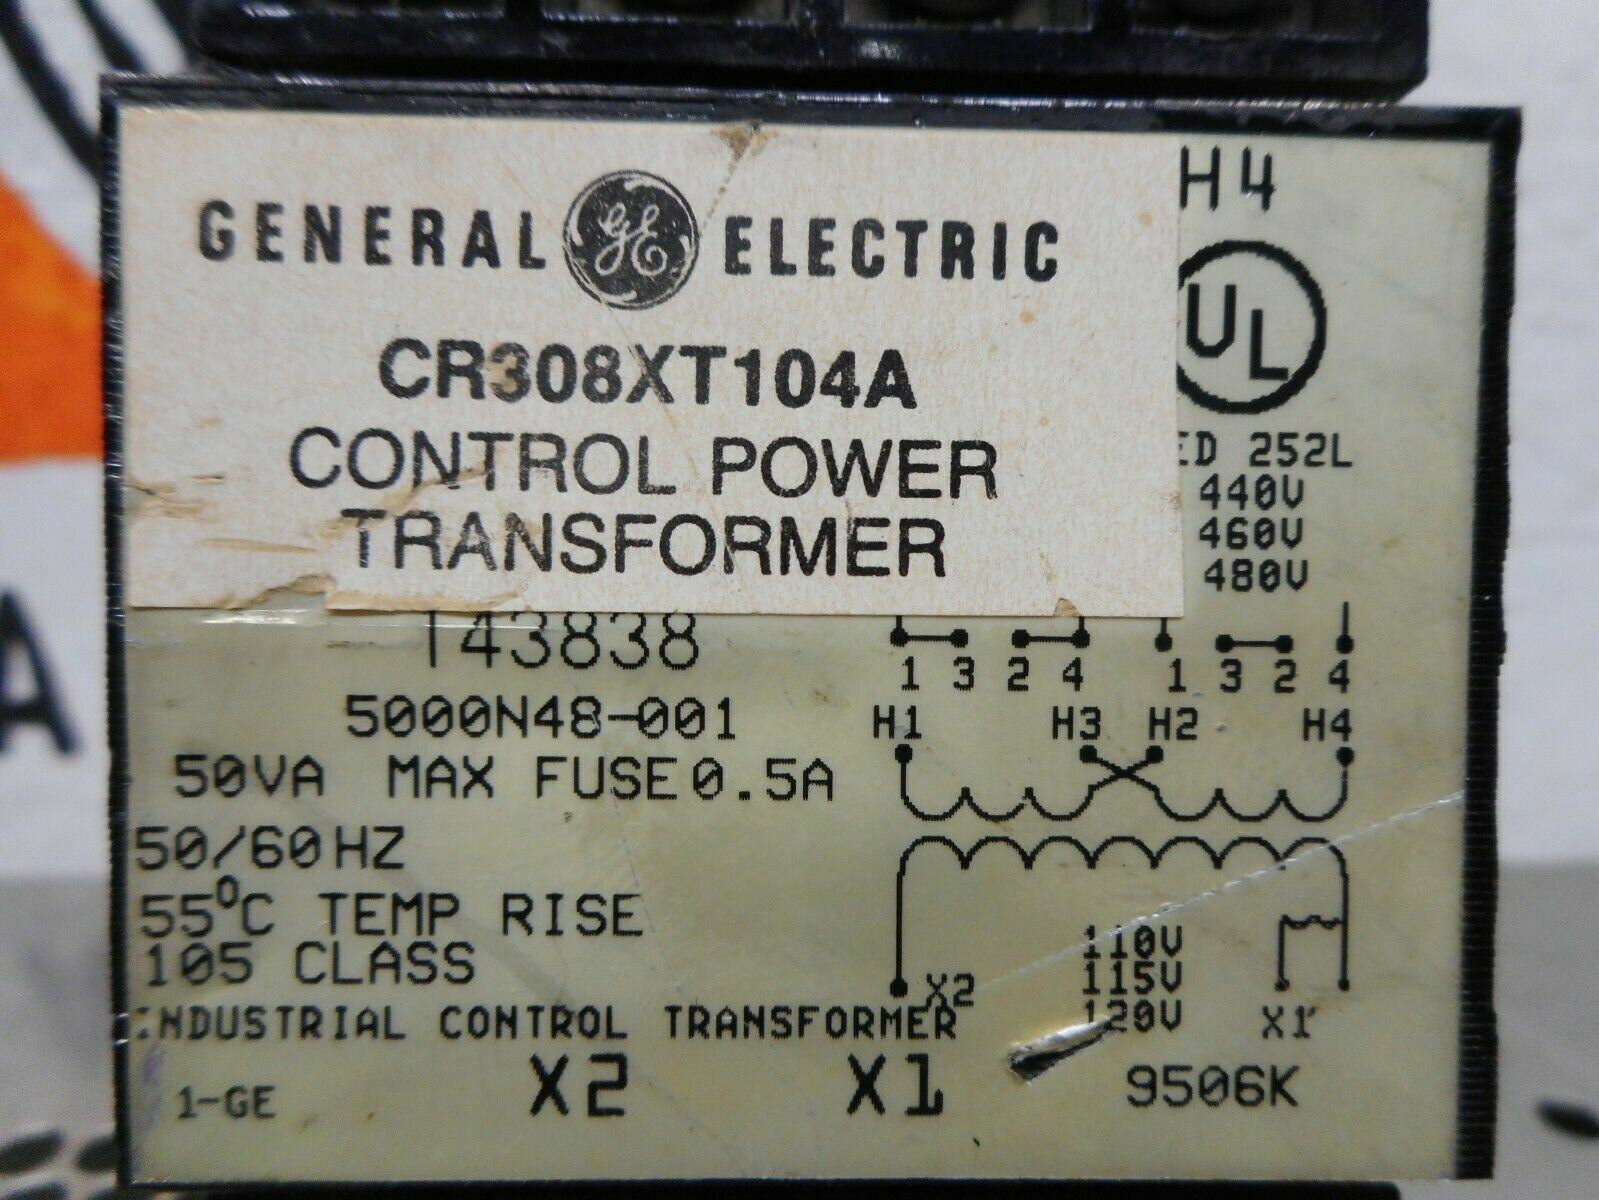 H4
GENERAL GE ELECTRIC
UL
CR308XT104A
CONTROL POWER
TRANSFORMER
252L
440V
460V
480V
143838
1 3 2 4 1 3 2 4
5000N48-001
H1 H3 H2 H4
50VA MAX FUSE 0.5A
50/60 HZ
55°C TEMP RISE
105 CLASS
110V
115V
120V
X2
X1
INDUSTRIAL CONTROL TRANSFORMER
X2 X1
1-GE
9506K
A